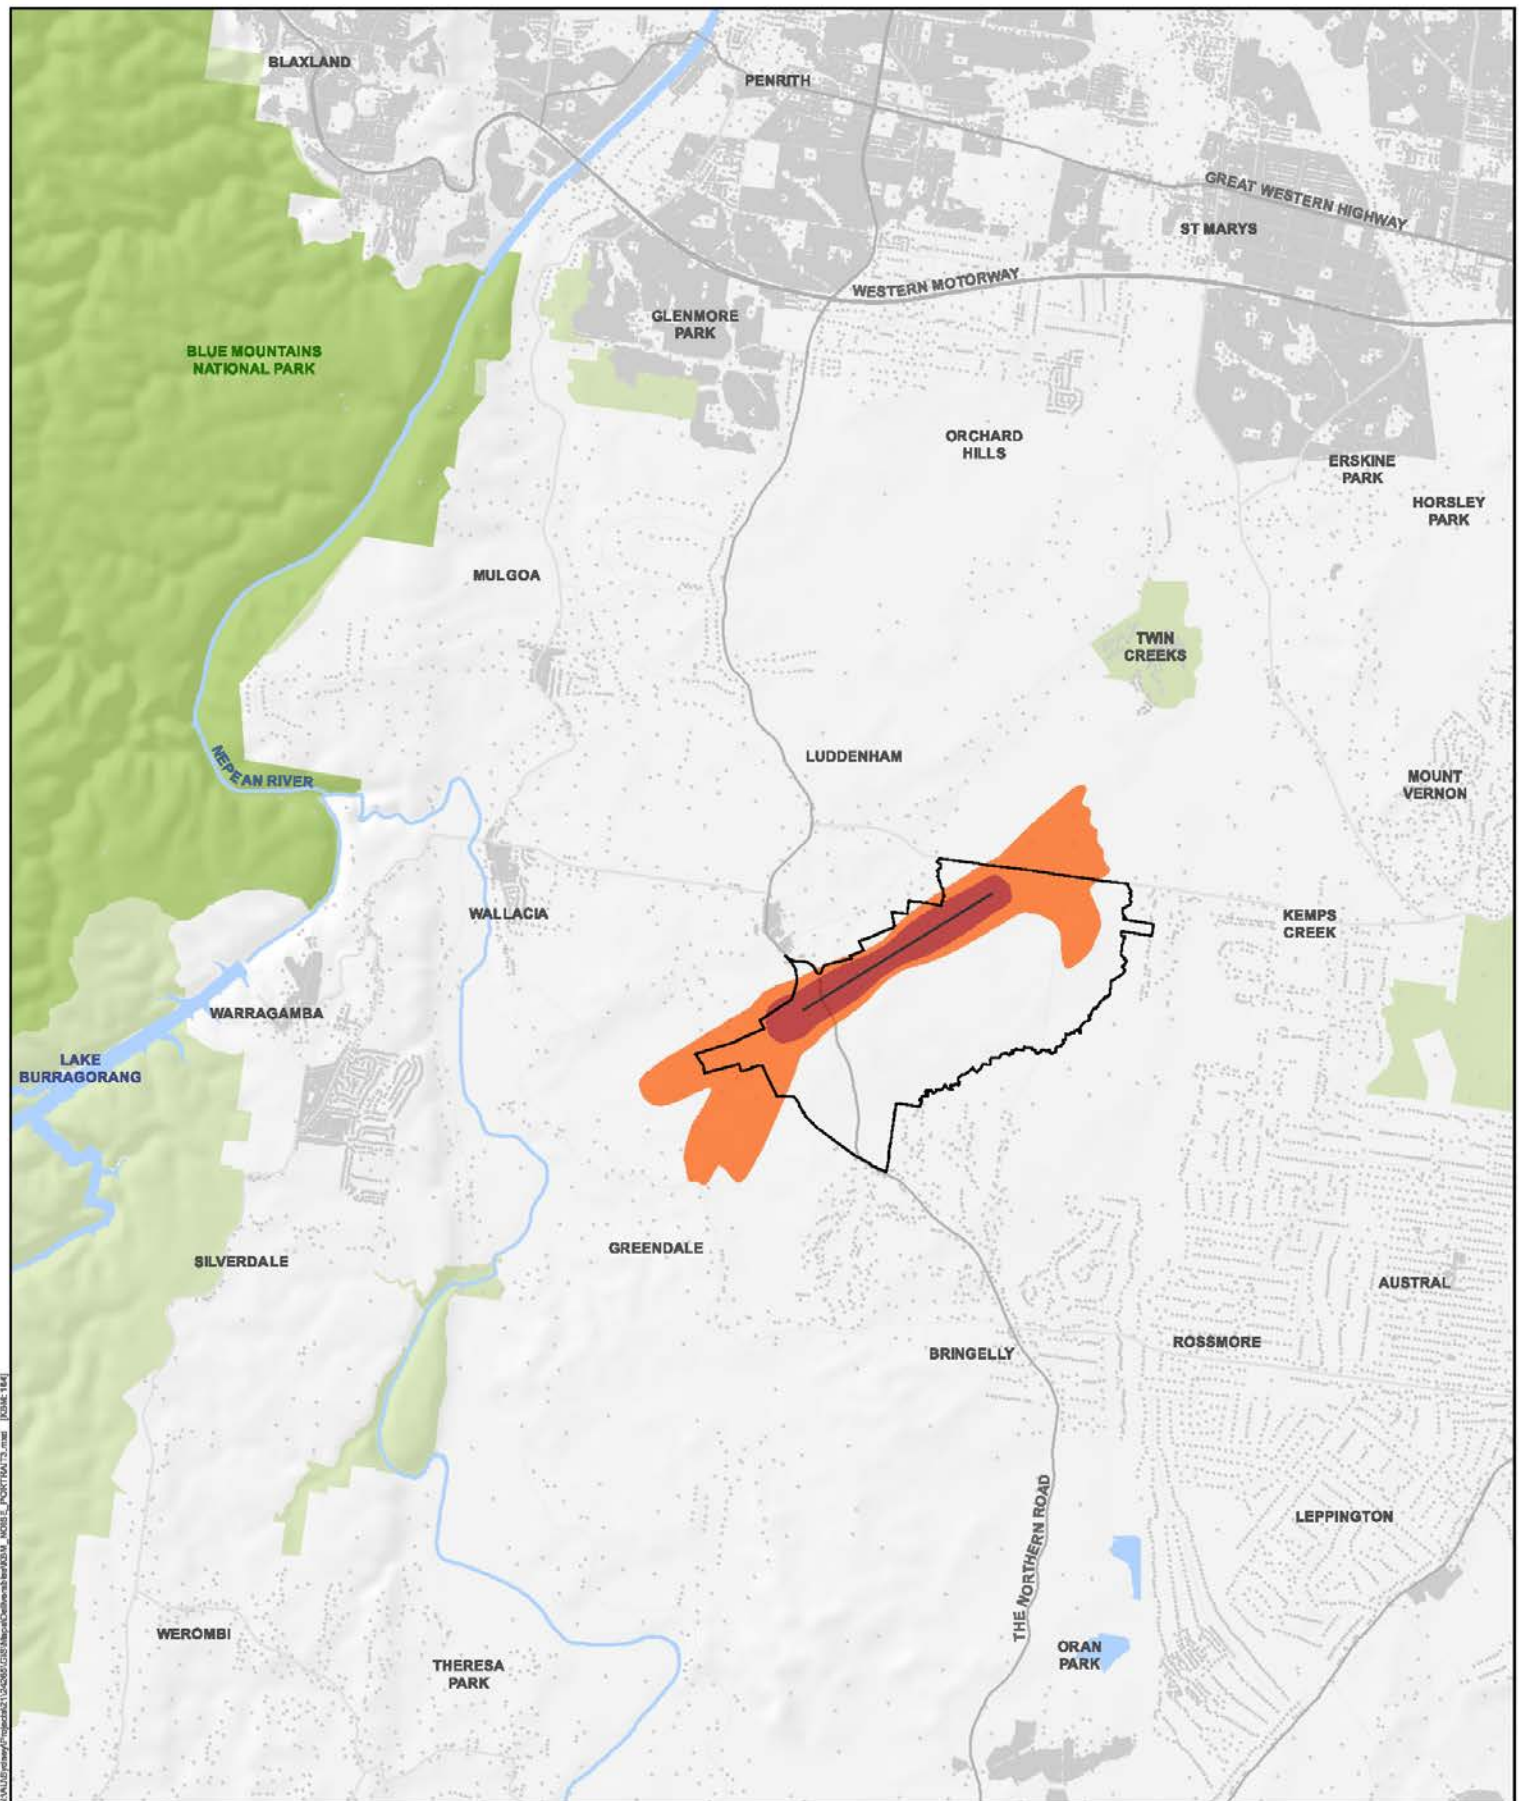 BLAXLAND
PENRITH
GREAT WESTERN HIGHWAY
ST MARYS
WESTERN MOTORWAY
GLENMORE
PARK
BLUE MOUNTAINS
NATIONAL PARK
ORCHARD
HILLS
ERSKINE
PARK
HORSLEY
PARK
MULGOA
TWIN
CREEKS
LUDDENHAM
NEPEAN RIVER
MOUNT
VERNON
WALLACIA
KEMPS
CREEK
WARRAGAMBA
LAKE
BURRAGORANG
GREENDALE
SILVERDALE
AUSTRAL
ROSSMORE
BRINGELLY
THE NORTHERN ROAD
LEPPINGTON
WEROMBI
ORAN
PARK
THERESA
PARK